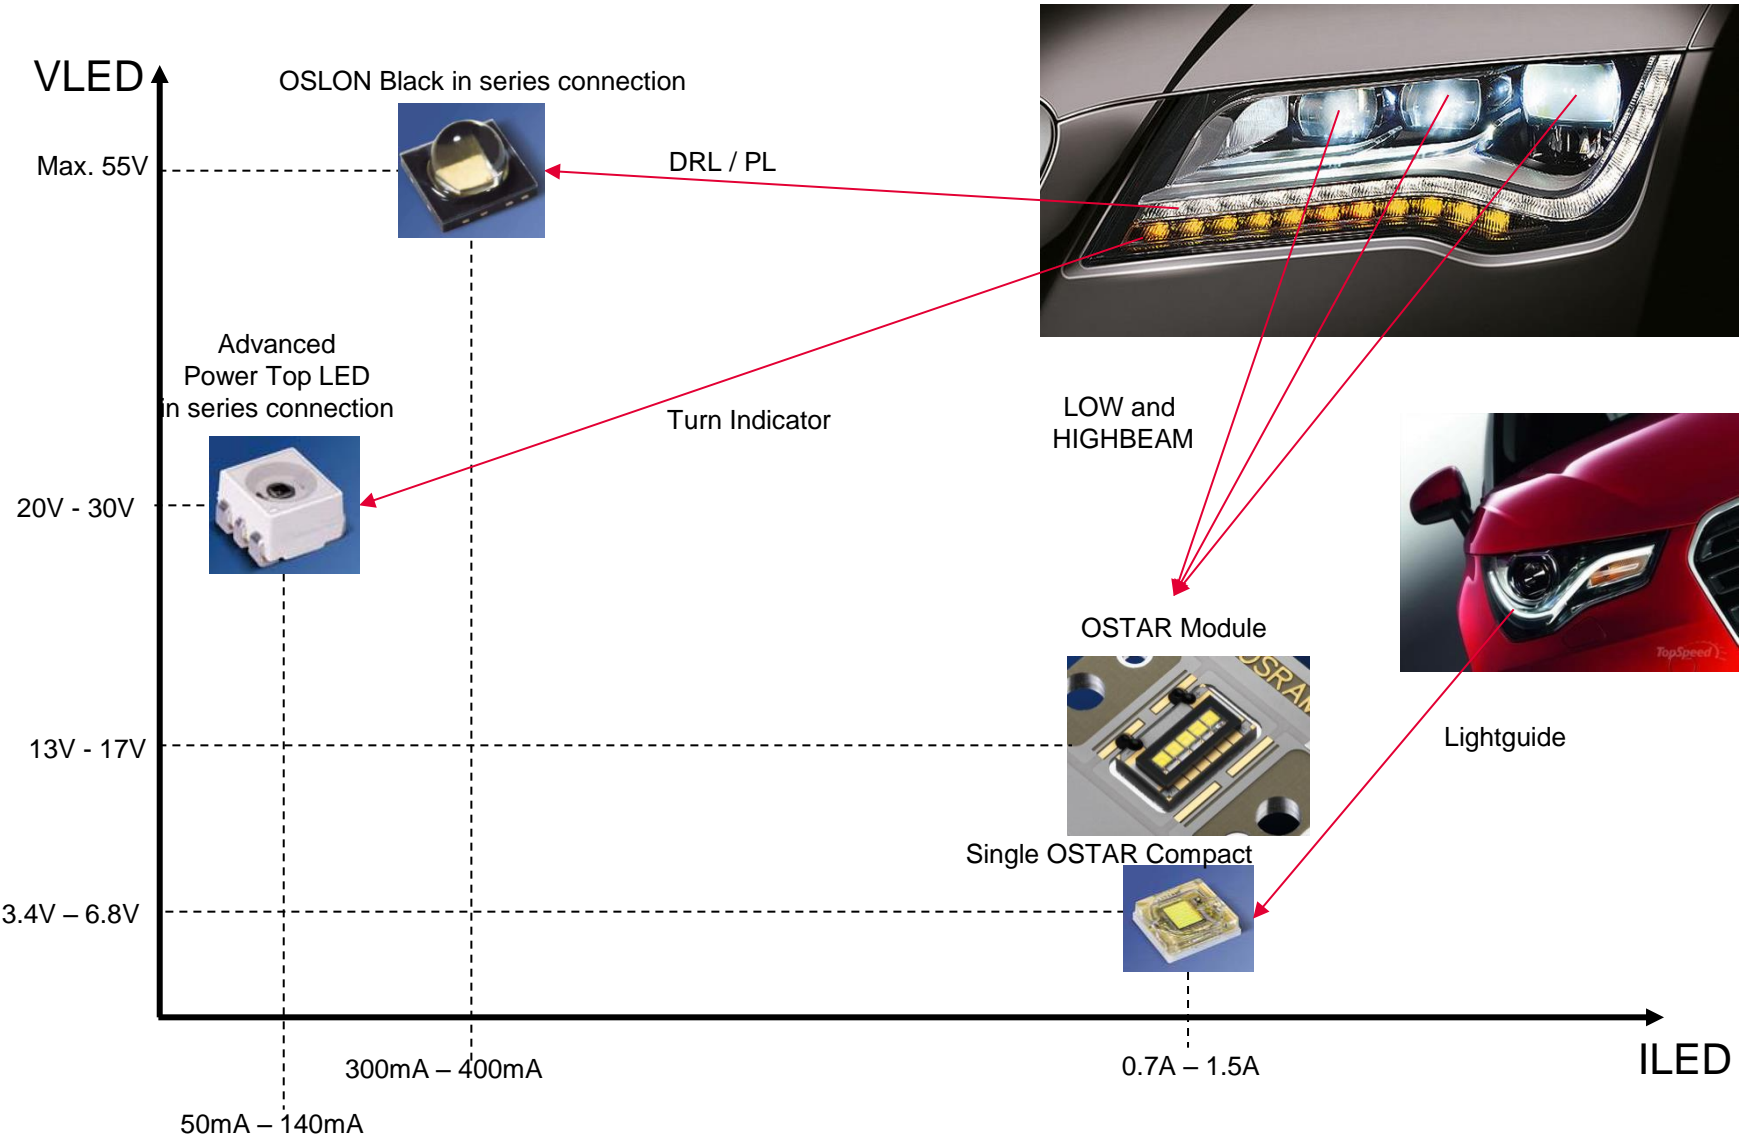 VLED
OSLON Black in series connection
Max. 55V
DRL / PL
Advanced
Power Top LED
in series connection
Turn Indicator
LOW and
HIGHBEAM
20V - 30V
OSTAR Module
OSRAM
TopSpeed
13V - 17V
Lightguide
Single OSTAR Compact
3.4V – 6.8V
300mA – 400mA
0.7A – 1.5A
ILED
50mA – 140mA